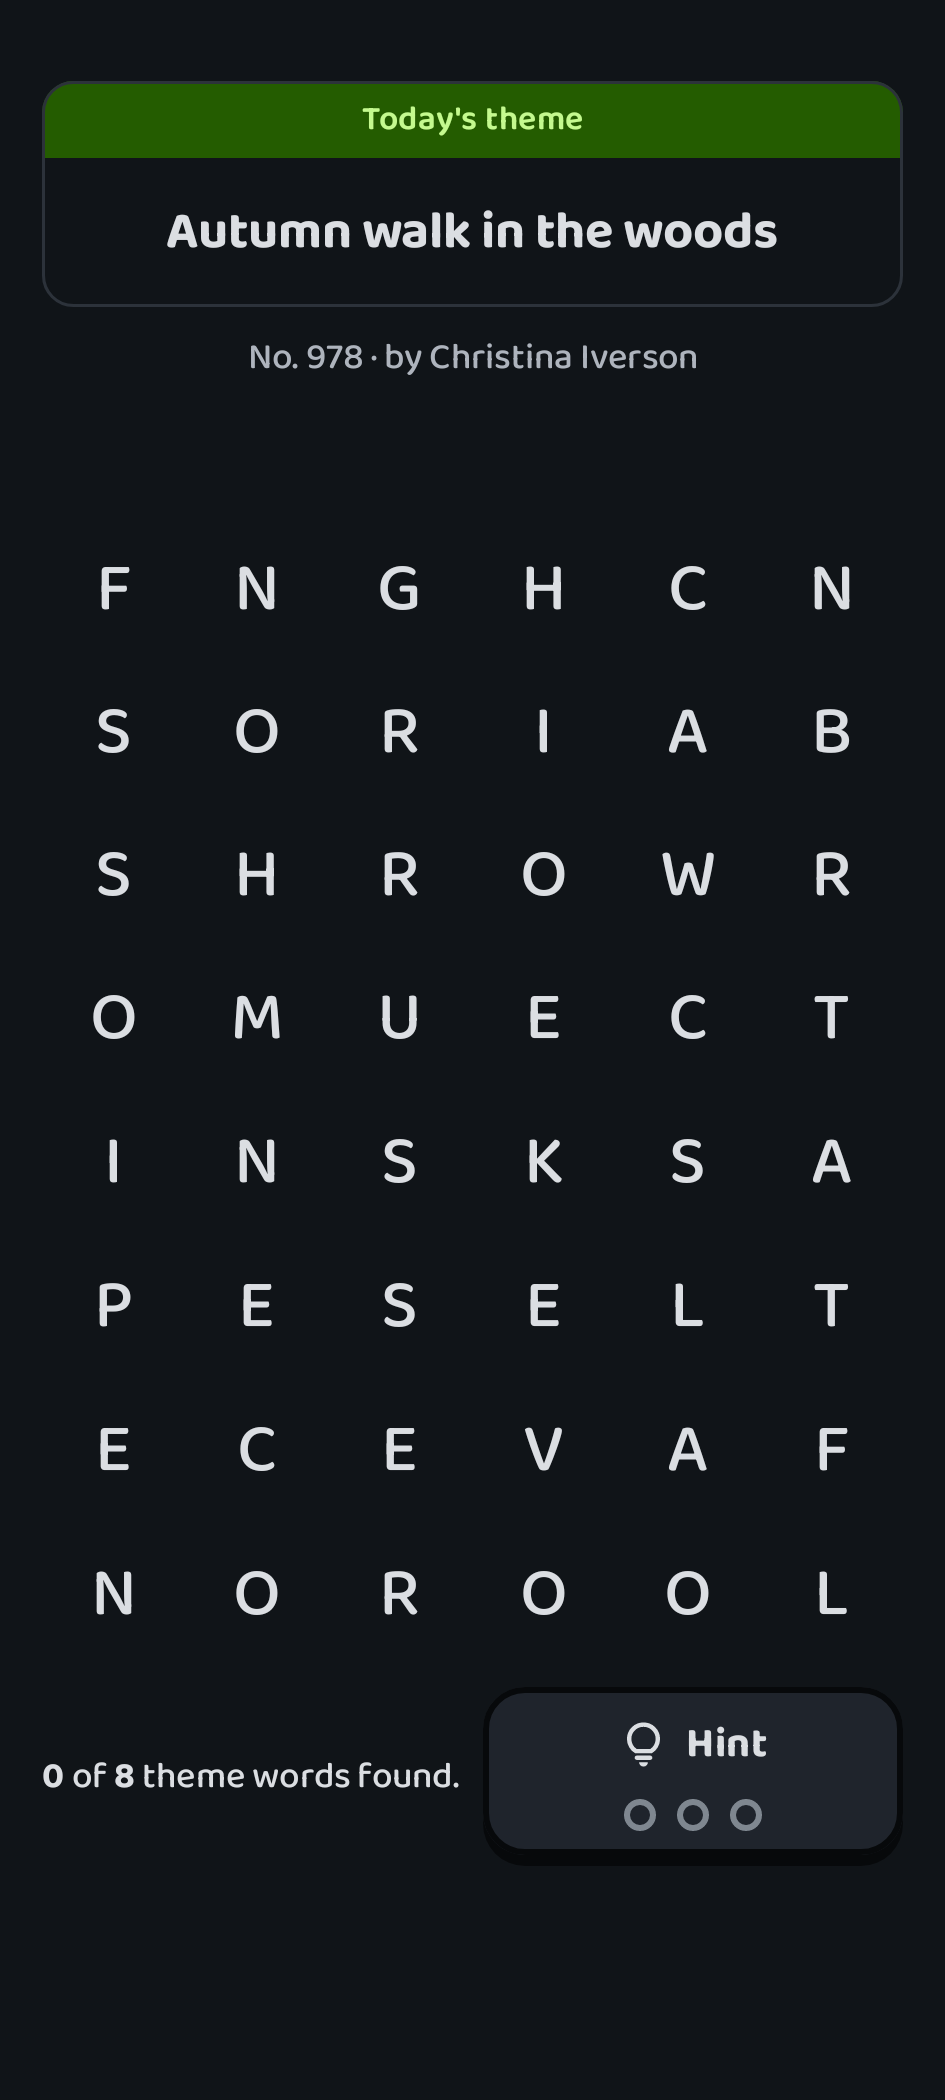 Today's theme
Autumn walk in the woods
No. 978 · by Christina Iverson
F N G H C N
S O R I A B
S H R O W R
O M U E C T
I N S K S A
P E S E L T
E C E V A F
N O R O O L
Hint
0 of 8 theme words found.